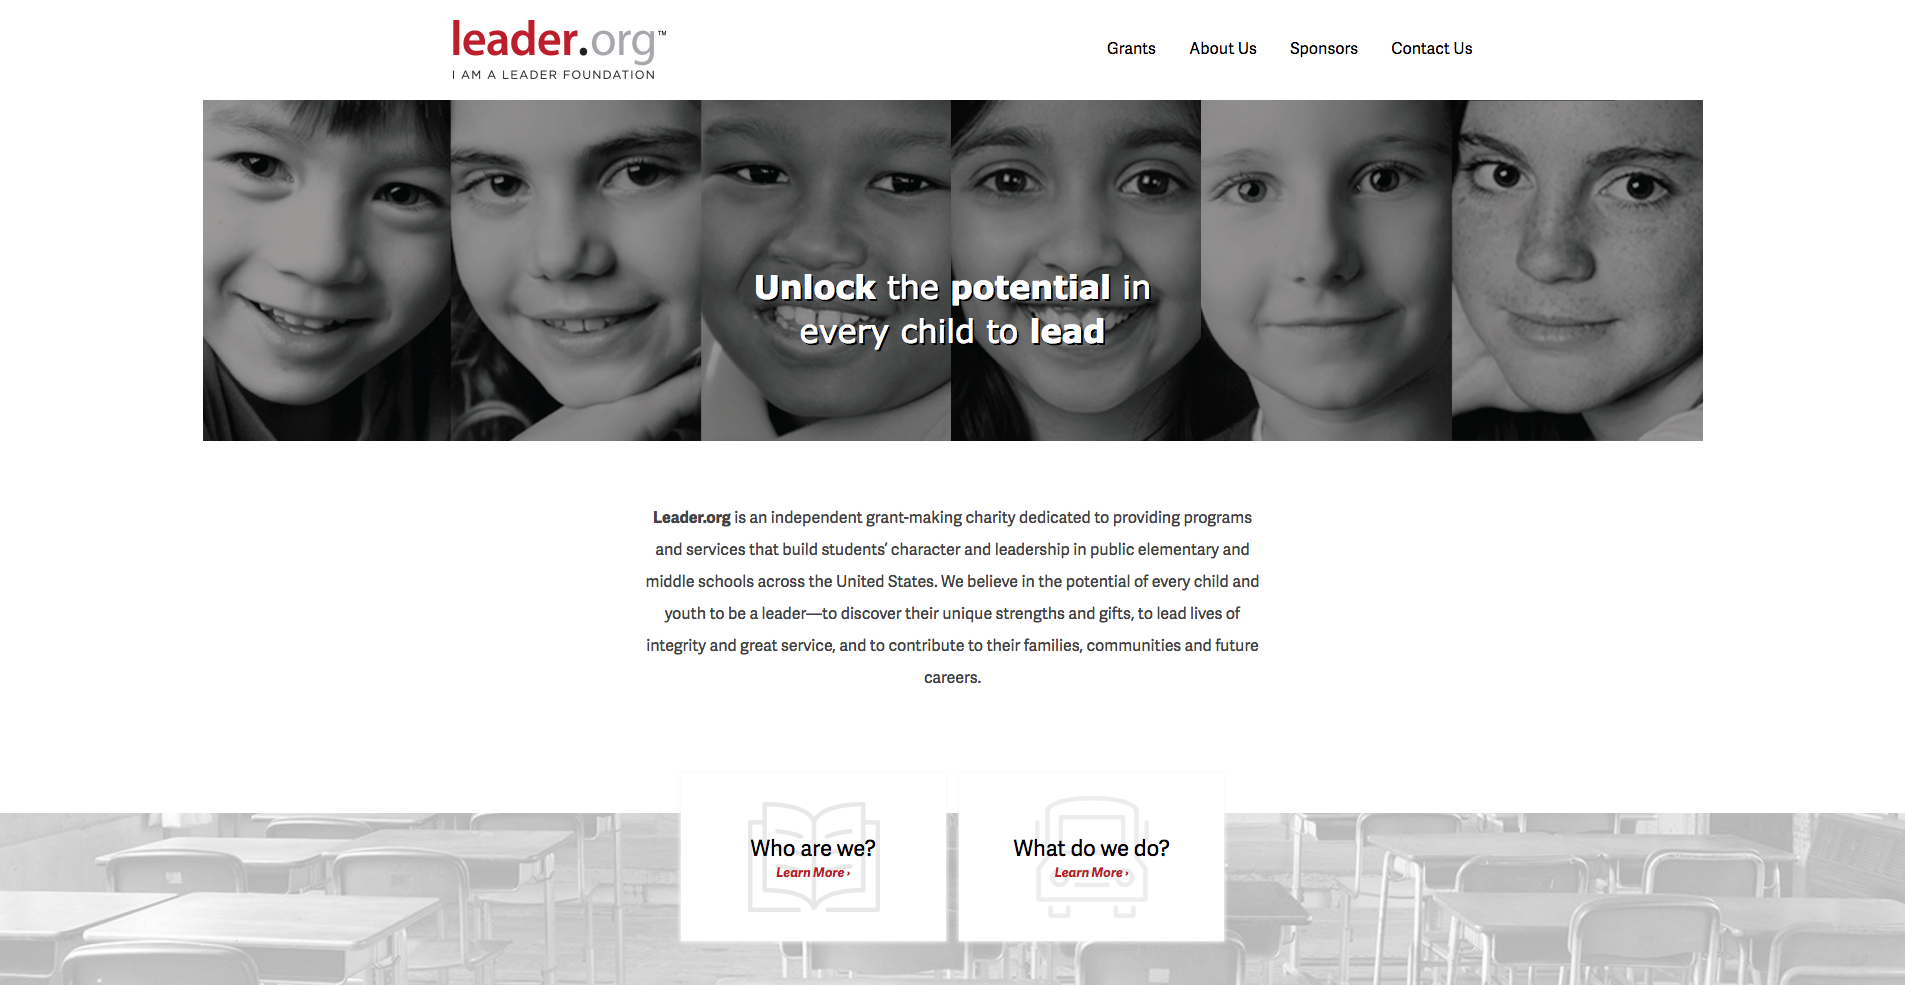 leader.org™
I AM A LEADER FOUNDATION
Grants About Us Sponsors Contact Us
Unlock the potential in
every child to lead
Leader.org is an independent grant-making charity dedicated to providing programs
and services that build students’ character and leadership in public elementary and
middle schools across the United States. We believe in the potential of every child and
youth to be a leader—to discover their unique strengths and gifts, to lead lives of
integrity and great service, and to contribute to their families, communities and future
careers.
Who are we?
Learn More ›
What do we do?
Learn More ›